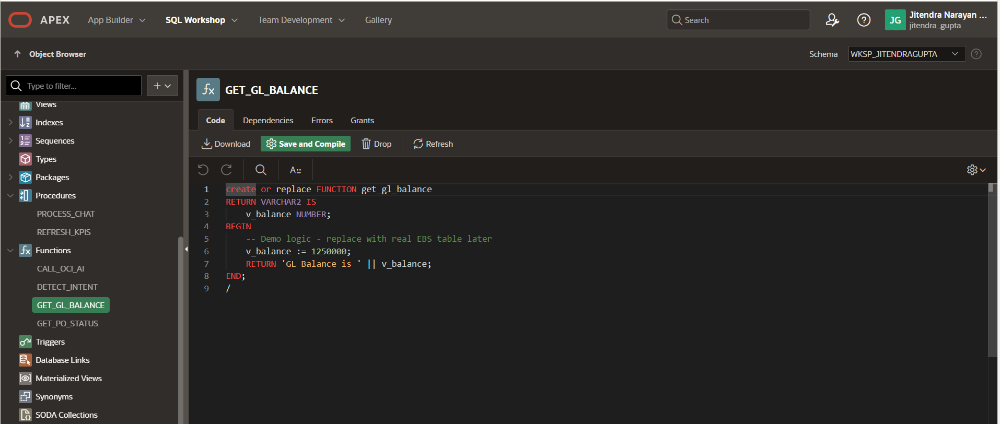 APEX App Builder SQL Workshop Team Development Gallery Search ? JG Jitendra Narayan ...
jitendra_gupta
Object Browser Schema WKSP_JITENDRAGUPTA ?
Type to filter...
Views
Indexes
Sequences
Types
Packages
Procedures
PROCESS_CHAT
REFRESH_KPIS
Functions
CALL_OCI_AI
DETECT_INTENT
GET_GL_BALANCE
GET_PO_STATUS
Triggers
Database Links
Materialized Views
Synonyms
SODA Collections
fx GET_GL_BALANCE
Code Dependencies Errors Grants
Download Save and Compile Drop Refresh
A::
1 create or replace FUNCTION get_gl_balance
2 RETURN VARCHAR2 IS
3 v_balance NUMBER;
4 BEGIN
5 -- Demo logic - replace with real EBS table later
6 v_balance := 1250000;
7 RETURN 'GL Balance is ' || v_balance;
8 END;
9 /